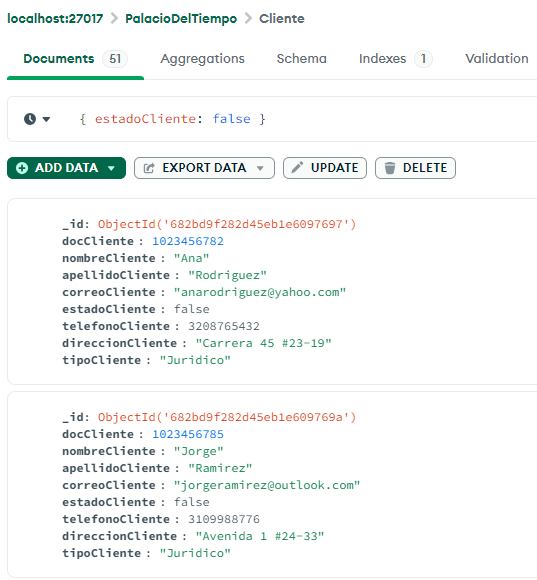 localhost:27017 > PalacioDelTiempo > Cliente
Documents 51 Aggregations Schema Indexes 1 Validation
{ estadoCliente: false }
ADD DATA EXPORT DATA UPDATE DELETE
_id: ObjectId('682bd9f282d45eb1e6097697')
docCliente : 1023456782
nombreCliente : "Ana"
apellidoCliente : "Rodriguez"
correoCliente : "anarodriguez@yahoo.com"
estadoCliente : false
telefonoCliente : 3208765432
direccionCliente : "Carrera 45 #23-19"
tipoCliente : "Juridico"
_id: ObjectId('682bd9f282d45eb1e609769a')
docCliente : 1023456785
nombreCliente : "Jorge"
apellidoCliente : "Ramirez"
correoCliente : "jorgeramirez@outlook.com"
estadoCliente : false
telefonoCliente : 3109988776
direccionCliente : "Avenida 1 #24-33"
tipoCliente : "Juridico"